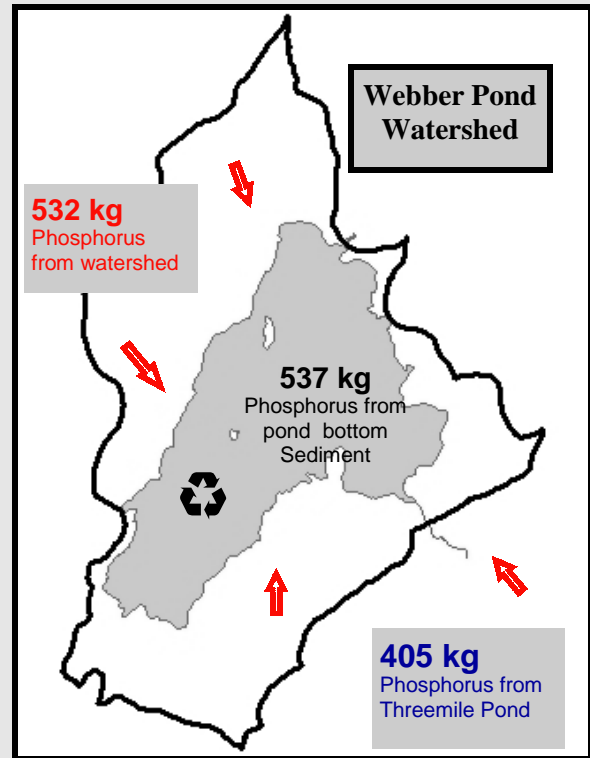 Webber Pond
Watershed
532 kg
Phosphorus
from watershed
537 kg
Phosphorus from
pond bottom
Sediment
405 kg
Phosphorus from
Threemile Pond